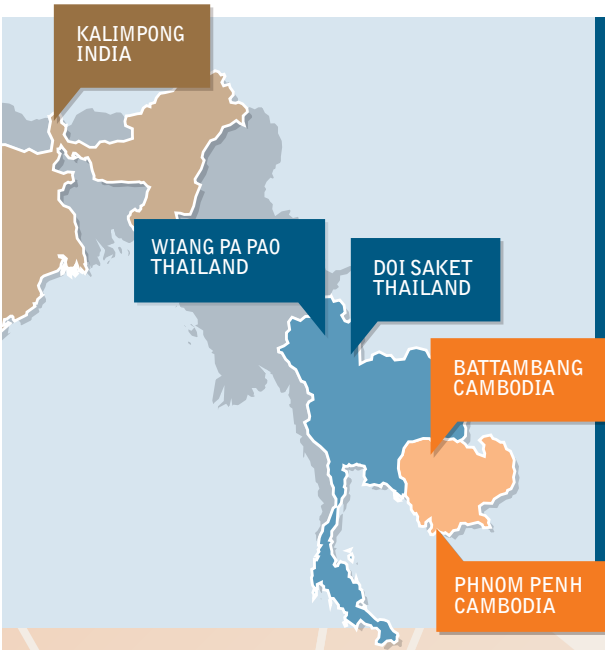 KALIMPONG
INDIA
WIANG PA PAO
THAILAND
DOI SAKET
THAILAND
BATTAMBANG
CAMBODIA
PHNOM PENH
CAMBODIA